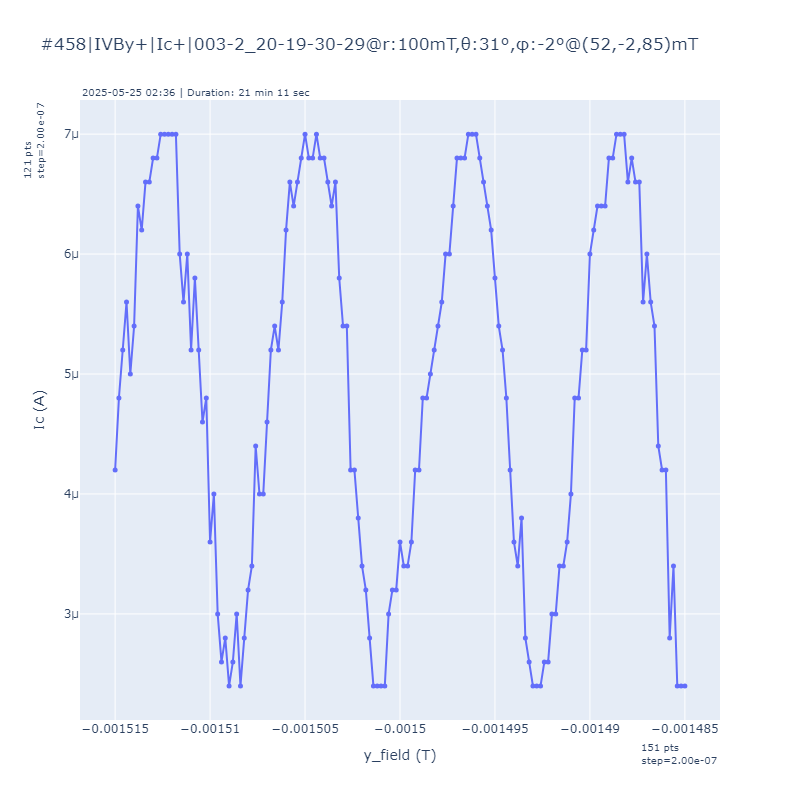 #458|IVBy+|Ic+|003-2_20-19-30-29@r:100mT,θ:31°,φ:-2°@(52,-2,85)mT
2025-05-25 02:36 | Duration: 21 min 11 sec
121 pts
step=2.00e-07
7μ
6μ
5μ
4μ
3μ
Ic (A)
−0.001515
−0.00151
−0.001505
−0.0015
−0.001495
−0.00149
−0.001485
y_field (T)
151 pts
step=2.00e-07